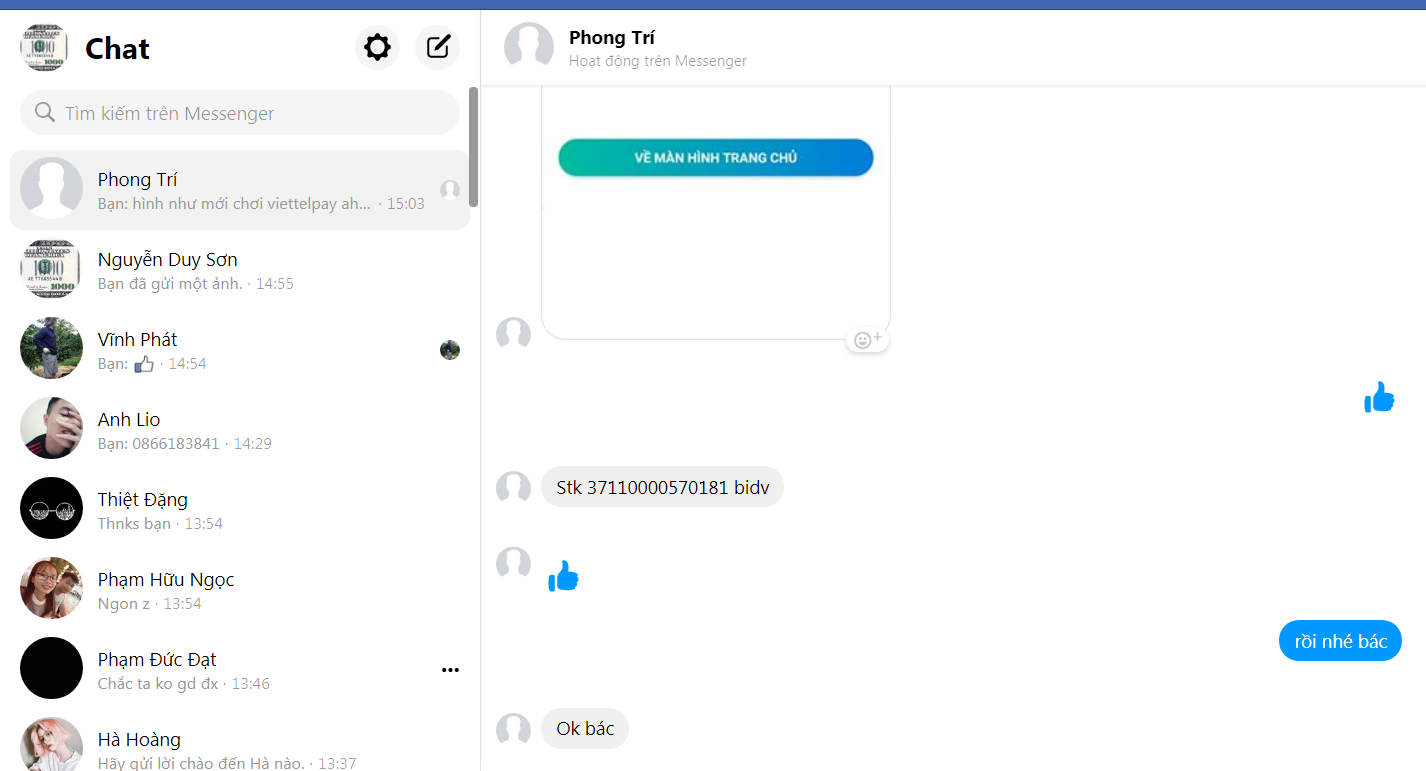 Chat
Tìm kiếm trên Messenger
Phong Trí
Bạn: hình như mới chơi viettelpay ah... · 15:03
Nguyễn Duy Sơn
Bạn đã gửi một ảnh. · 14:55
Vĩnh Phát
Bạn: · 14:54
Anh Lio
Bạn: 0866183841 · 14:29
Thiệt Đặng
Thnks bạn · 13:54
Phạm Hữu Ngọc
Ngon z · 13:54
Phạm Đức Đạt
Chắc ta ko gd đx · 13:46
Hà Hoàng
Hãy gửi lời chào đến Hà nào. · 13:37
Phong Trí
Hoạt động trên Messenger
VỀ MÀN HÌNH TRANG CHỦ
Stk 37110000570181 bidv
rồi nhé bác
Ok bác